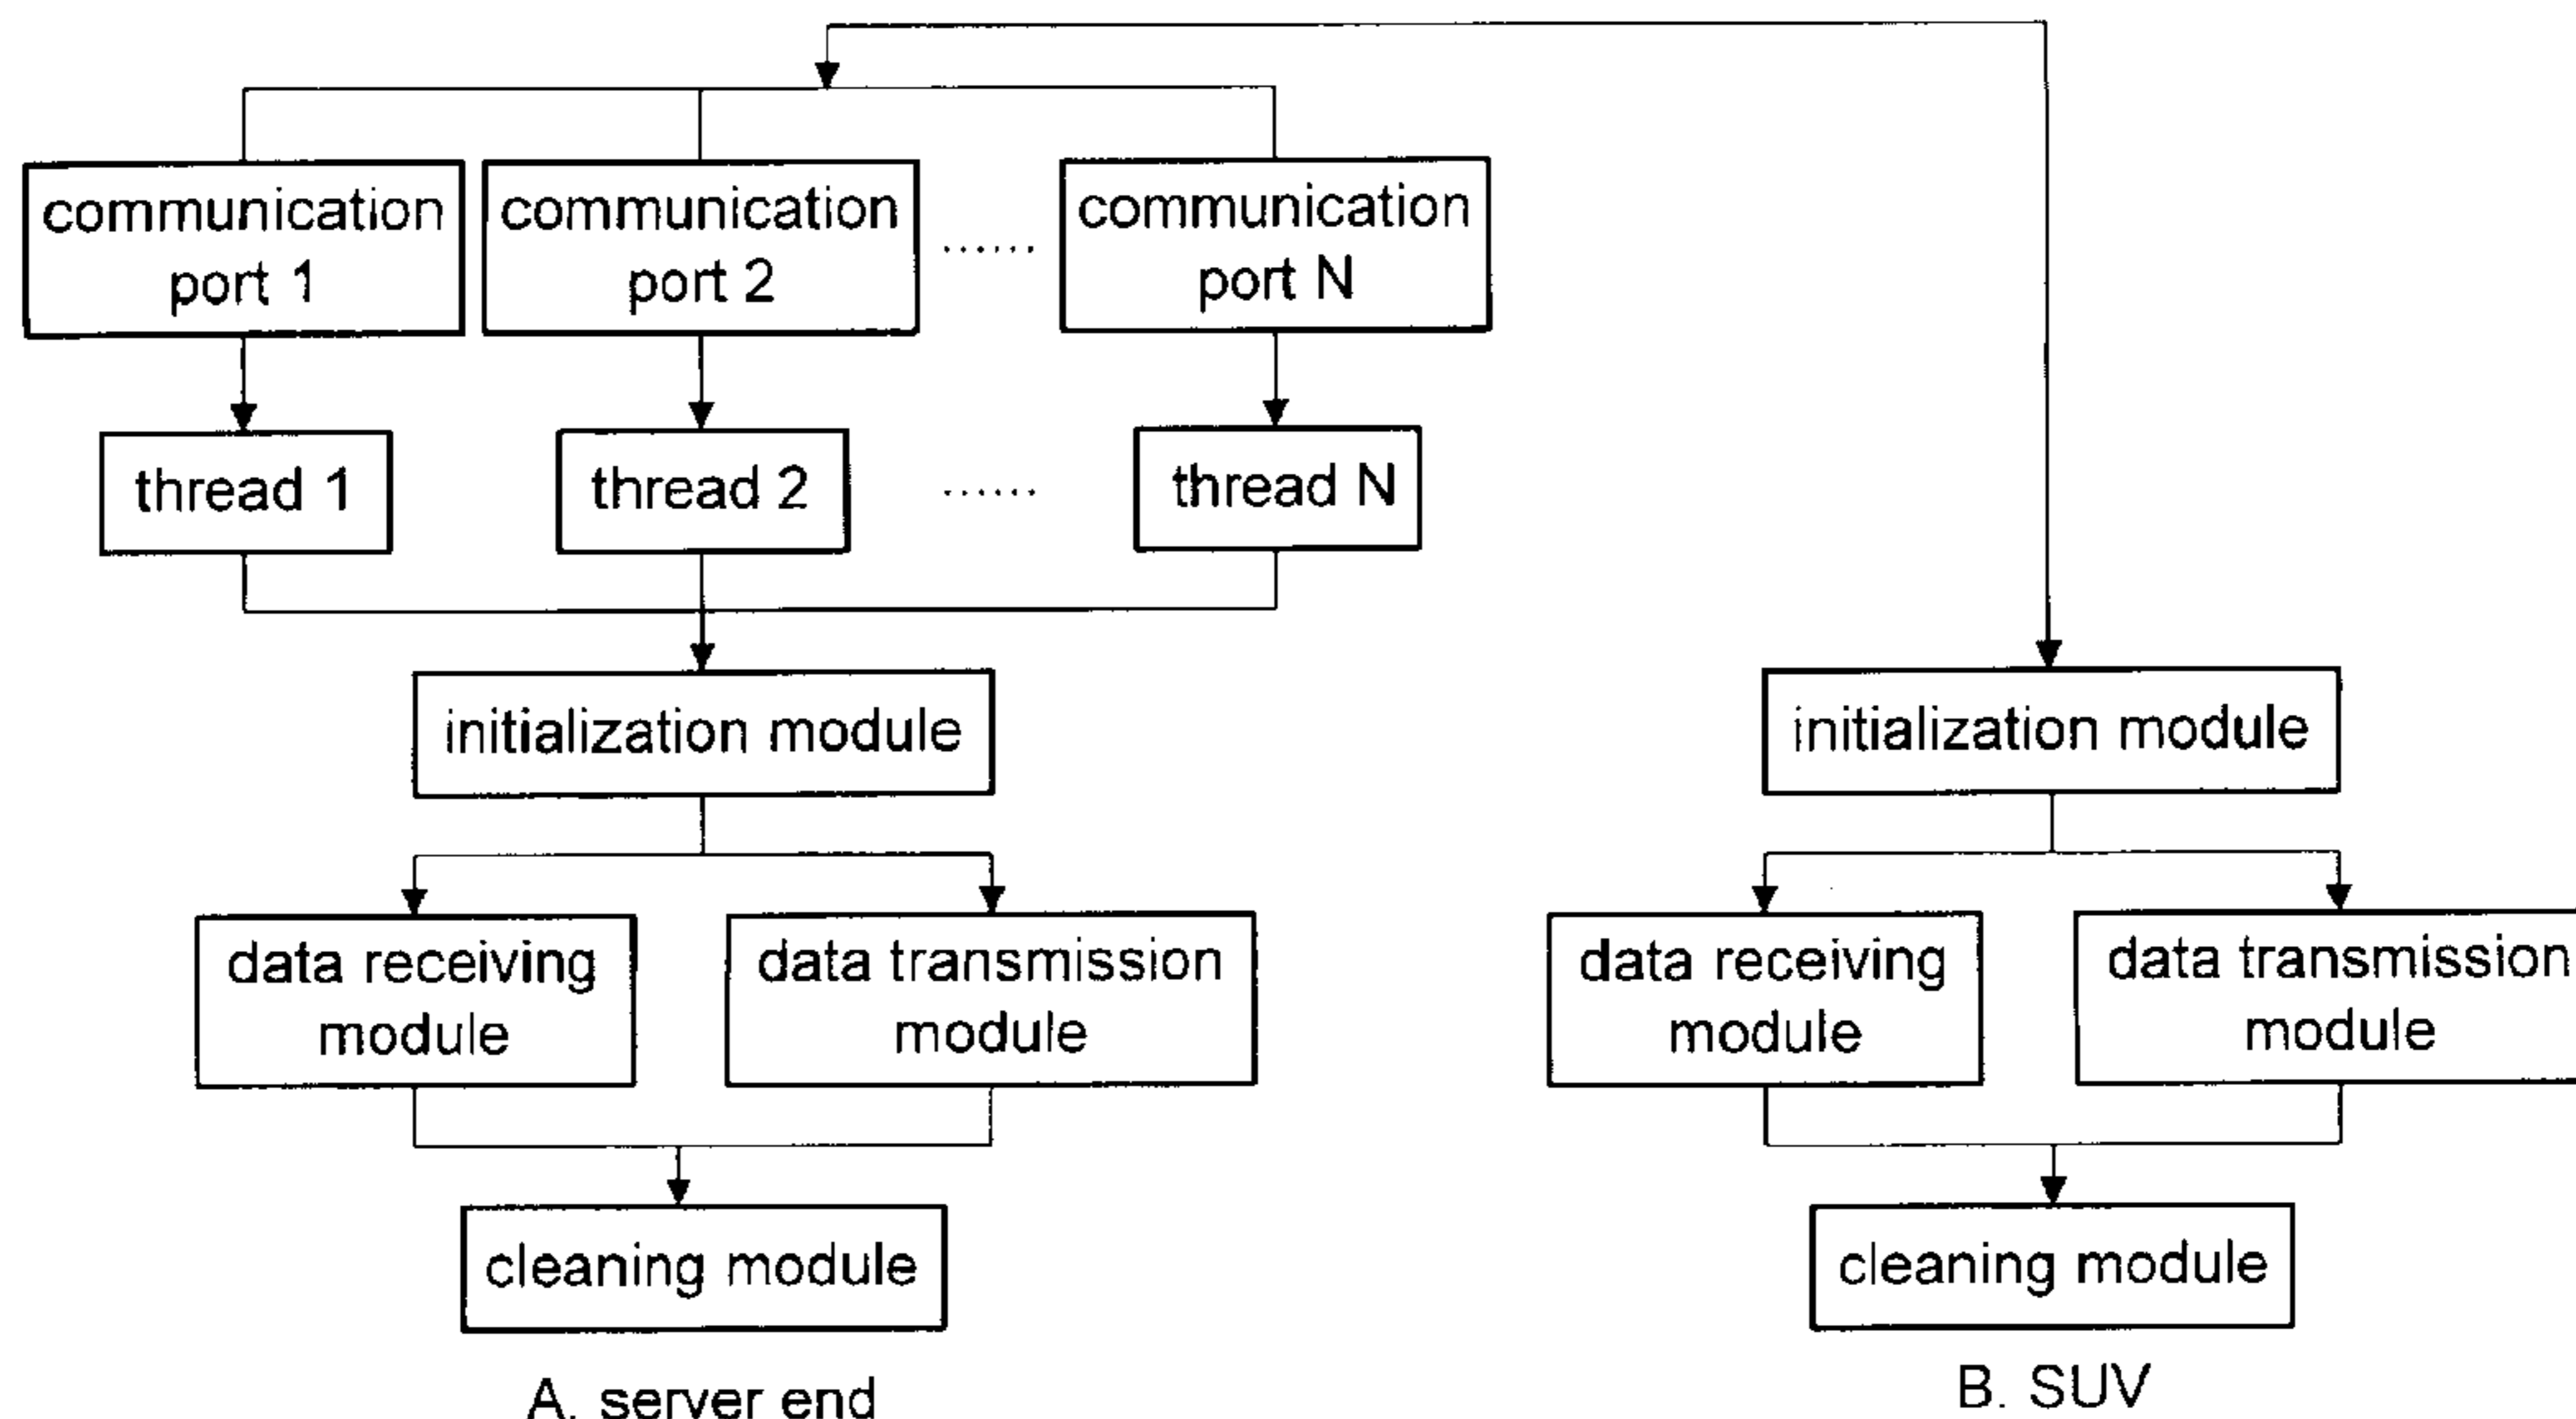 communication
port 1
communication
port 2
......
communication
port N
thread 1
thread 2
......
thread N
initialization module
initialization module
data receiving
module
data transmission
module
data receiving
module
data transmission
module
cleaning module
cleaning module
A. server end
B. SUV